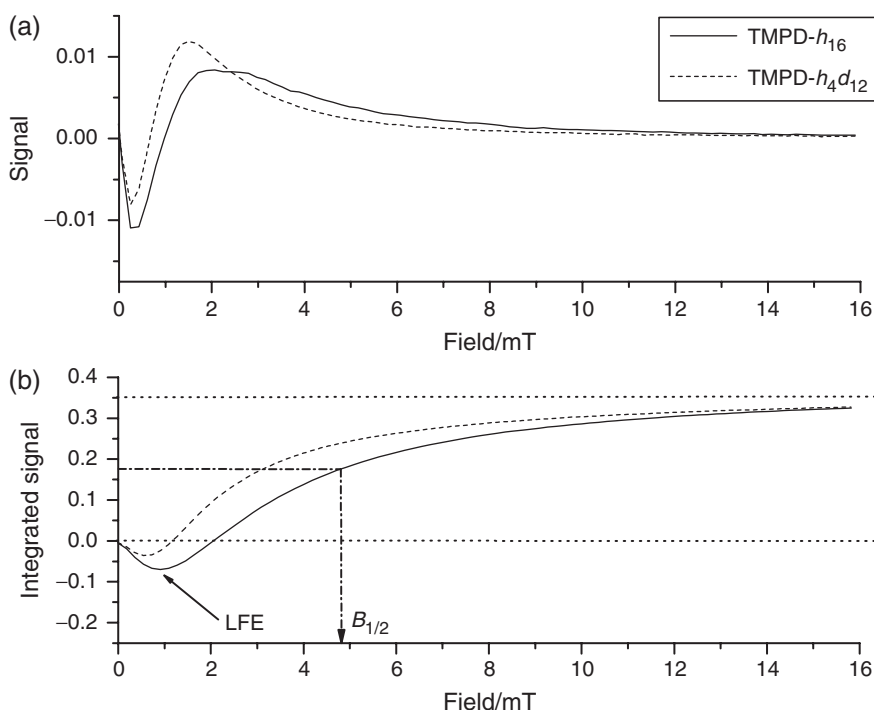 (a)
TMPD-h16
TMPD-h4d12
0.01
0.00
−0.01
Signal
0 2 4 6 8 10 12 14 16
Field/mT
(b)
0.4
0.3
0.2
0.1
0.0
−0.1
−0.2
Integrated signal
LFE
B1/2
0 2 4 6 8 10 12 14 16
Field/mT